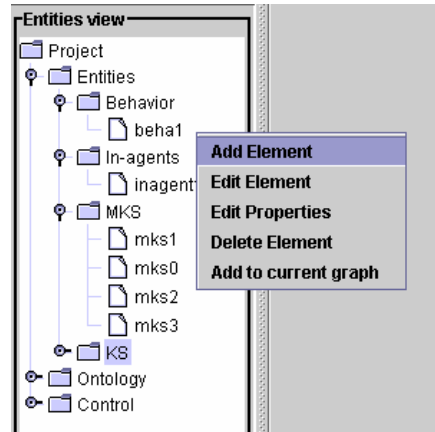 Entities view
Project
Entities
Behavior
beha1
In-agents
inagent
MKS
mks1
mks0
mks2
mks3
KS
Ontology
Control
Add Element
Edit Element
Edit Properties
Delete Element
Add to current graph